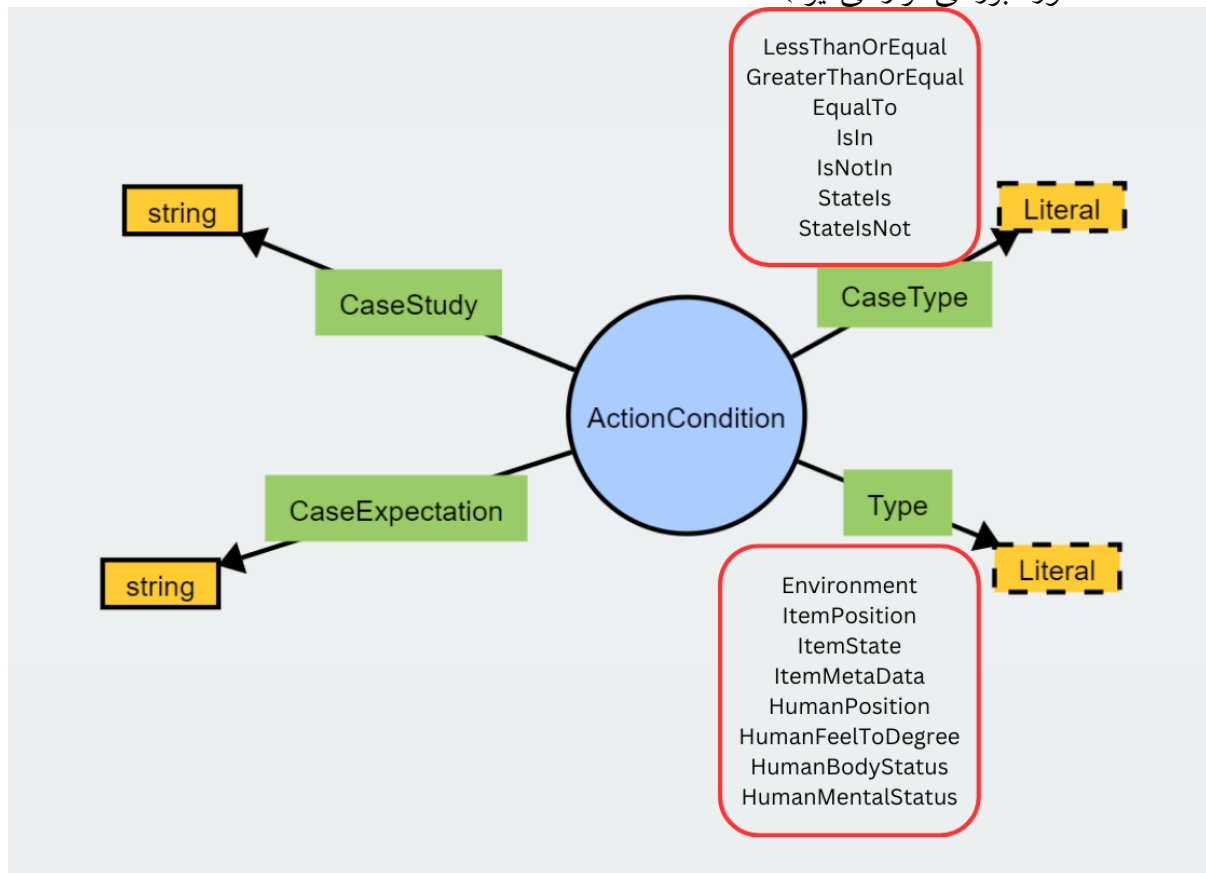 LessThanOrEqual
GreaterThanOrEqual
EqualTo
IsIn
IsNotIn
StateIs
StateIsNot
string
Literal
CaseStudy
CaseType
ActionCondition
CaseExpectation
Type
string
Literal
Environment
ItemPosition
ItemState
ItemMetaData
HumanPosition
HumanFeelToDegree
HumanBodyStatus
HumanMentalStatus